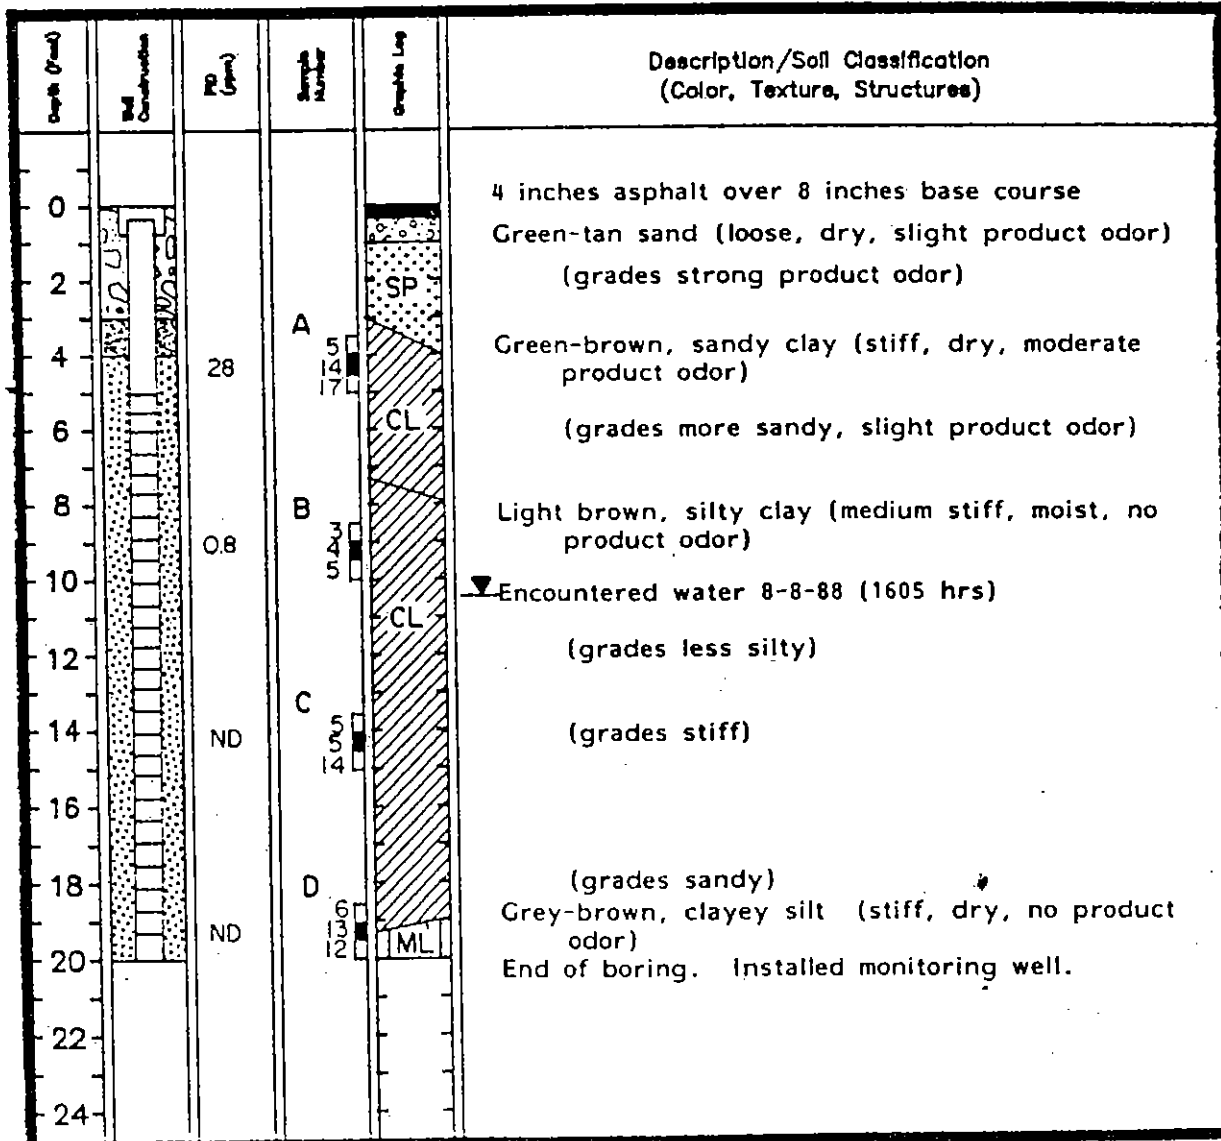 Depth (Feet)
Well Construction
PID (ppm)
Sample Number
Graphic Log
Description/Soil Classification
(Color, Texture, Structures)
4 inches asphalt over 8 inches base course
0
Green-tan sand (loose, dry, slight product odor)
2
SP
(grades strong product odor)
A
5
Green-brown, sandy clay (stiff, dry, moderate
4
28
14
product odor)
17
CL
6
(grades more sandy, slight product odor)
8
B
Light brown, silty clay (medium stiff, moist, no
3
0.8
4
product odor)
5
10
Encountered water 8-8-88 (1605 hrs)
CL
12
(grades less silty)
C
14
5
(grades stiff)
ND
5
14
16
18
D
(grades sandy)
6
Grey-brown, clayey silt (stiff, dry, no product
ND
13
odor)
12
ML
20
End of boring. Installed monitoring well.
22
24